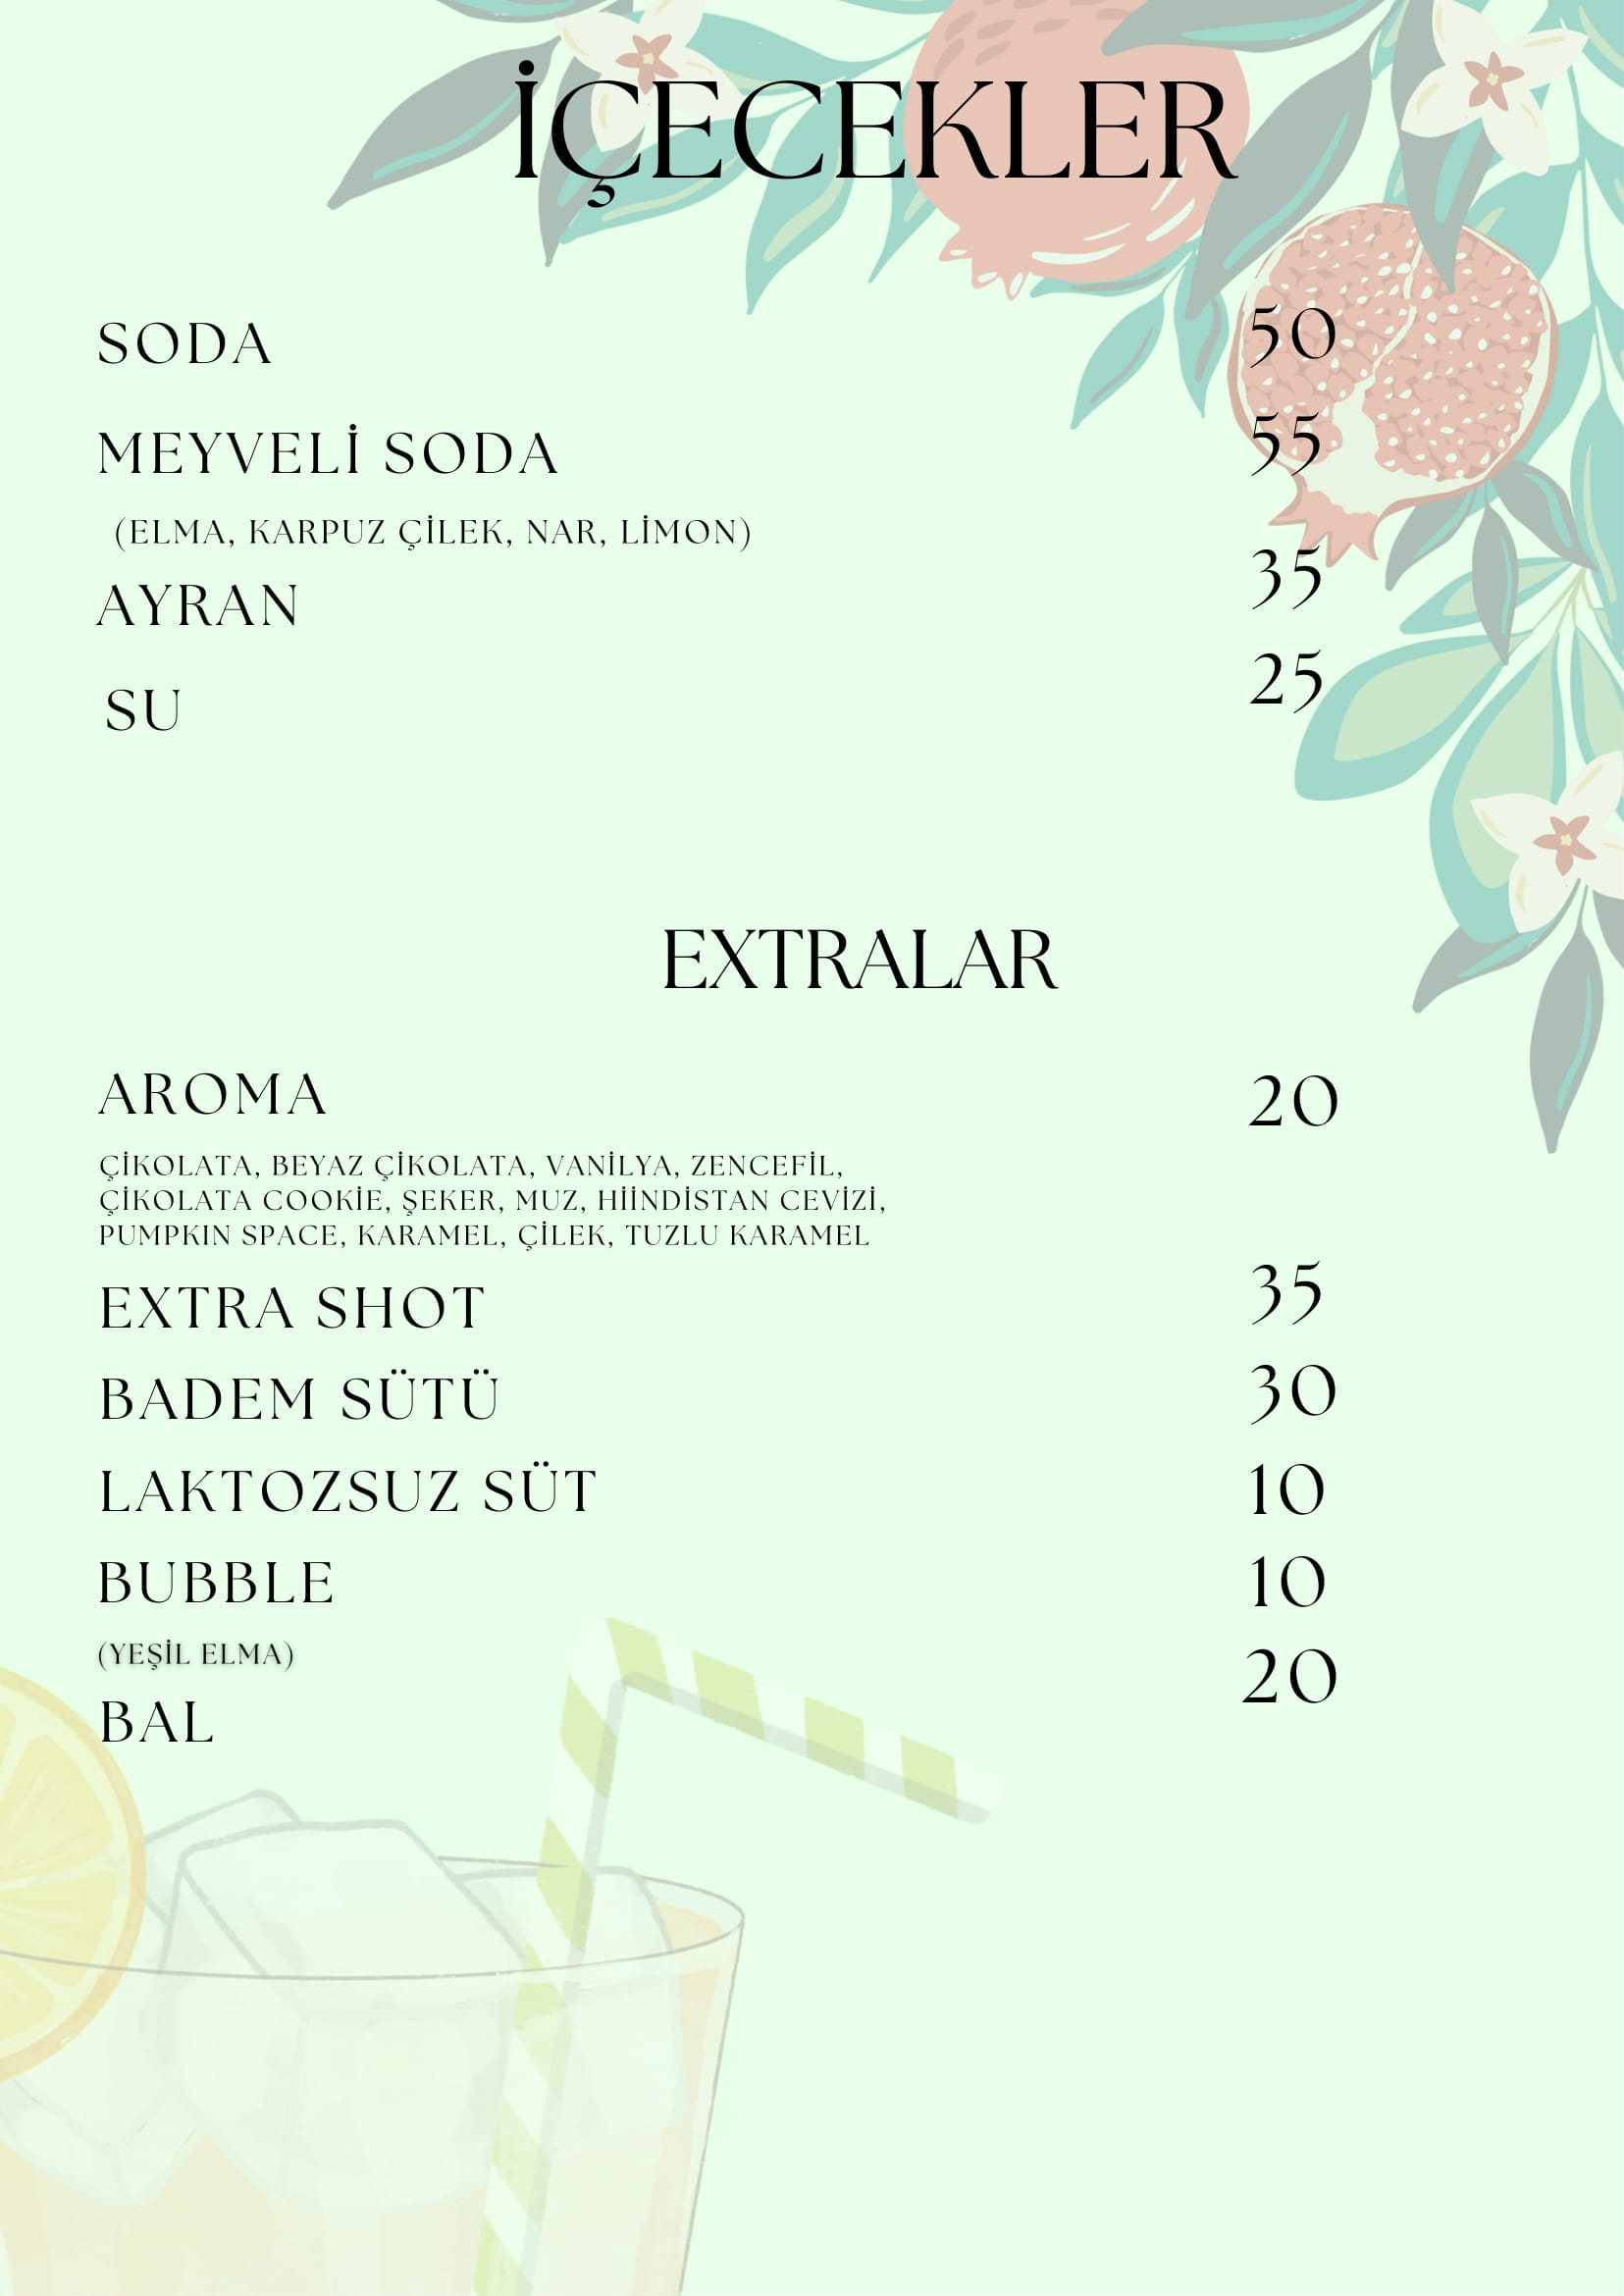 İÇECEKLER
SODA 50
MEYVELİ SODA 55
(ELMA, KARPUZ ÇİLEK, NAR, LİMON)
AYRAN 35
SU 25
EXTRALAR
AROMA 20
ÇİKOLATA, BEYAZ ÇİKOLATA, VANİLYA, ZENCEFİL,
ÇİKOLATA COOKİE, ŞEKER, MUZ, HİİNDİSTAN CEVİZİ,
PUMPKIN SPACE, KARAMEL, ÇİLEK, TUZLU KARAMEL
EXTRA SHOT 35
BADEM SÜTÜ 30
LAKTOZSUZ SÜT 10
BUBBLE 10
(YEŞİL ELMA)
BAL 20